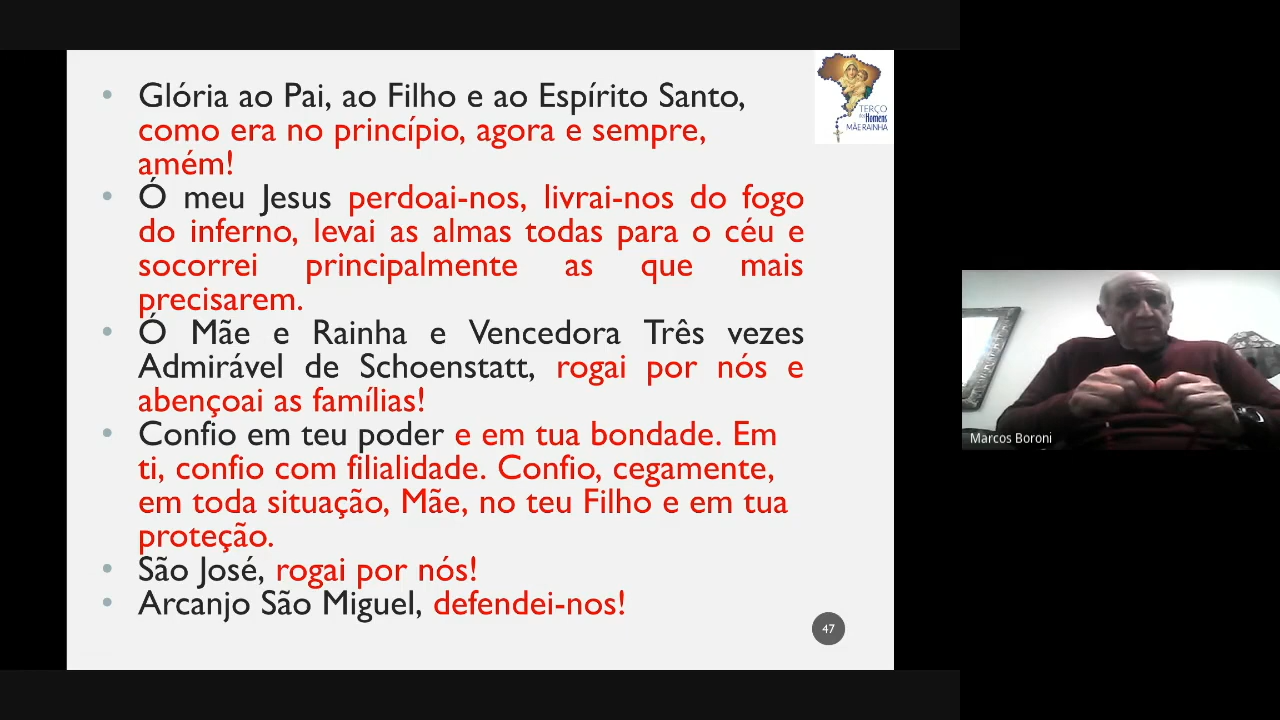 Glória ao Pai, ao Filho e ao Espírito Santo,
como era no princípio, agora e sempre,
amém!
Ó meu Jesus perdoai-nos, livrai-nos do fogo
do inferno, levai as almas todas para o céu e
socorrei principalmente as que mais
precisarem.
Ó Mãe e Rainha e Vencedora Três vezes
Admirável de Schoenstatt, rogai por nós e
abençoai as famílias!
Confio em teu poder e em tua bondade. Em
ti, confio com filialidade. Confio, cegamente,
em toda situação, Mãe, no teu Filho e em tua
proteção.
São José, rogai por nós!
Arcanjo São Miguel, defendei-nos!
47
TERÇO
dos Homens
MÃE RAINHA
Marcos Boroni